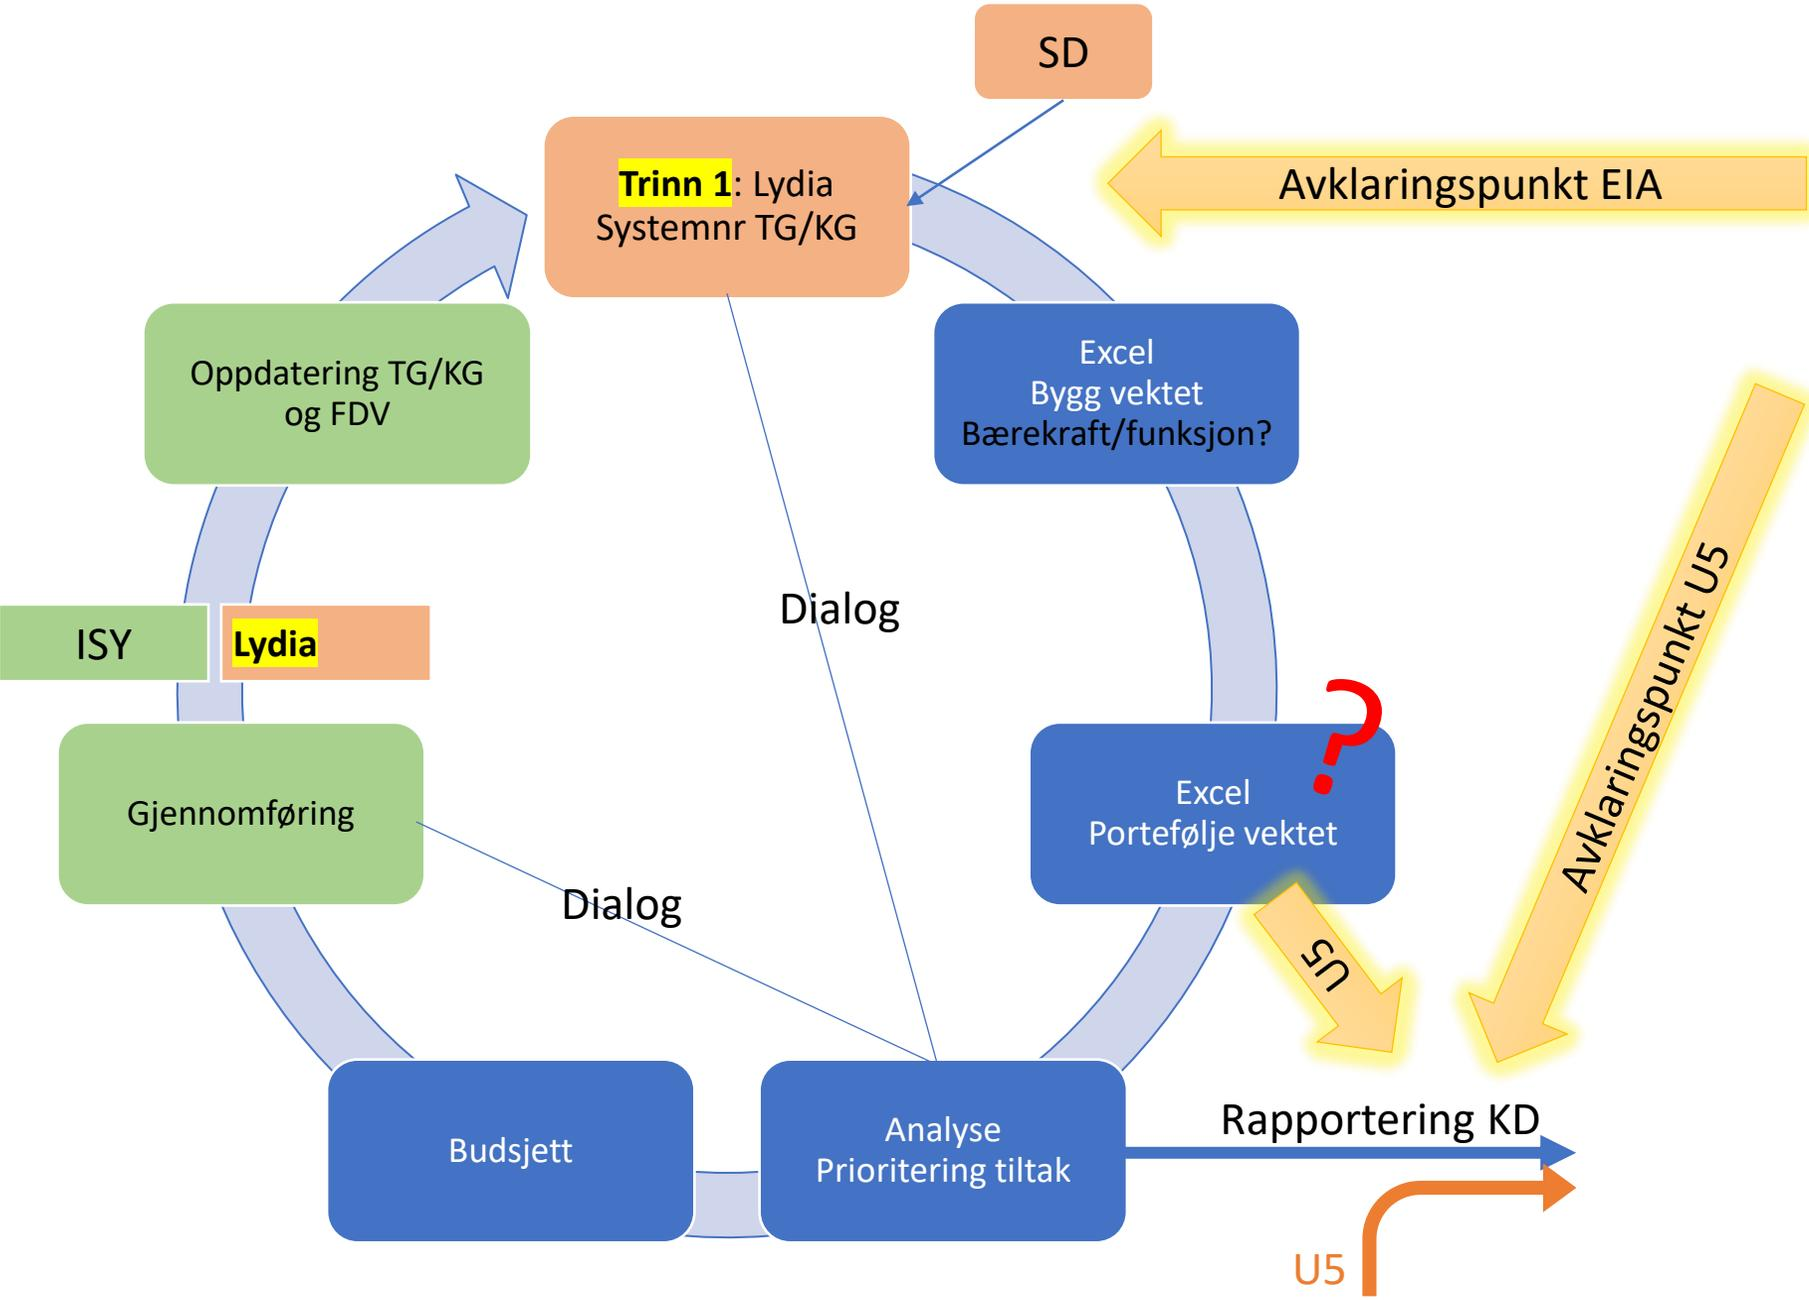 SD
Trinn 1: Lydia
Systemnr TG/KG
Avklaringspunkt EIA
Excel
Bygg vektet
Bærekraft/funksjon?
Oppdatering TG/KG
og FDV
Dialog
Avklaringspunkt U5
ISY
Lydia
?
Excel
Portefølje vektet
Gjennomføring
Dialog
U5
Analyse
Prioritering tiltak
Budsjett
Rapportering KD
U5